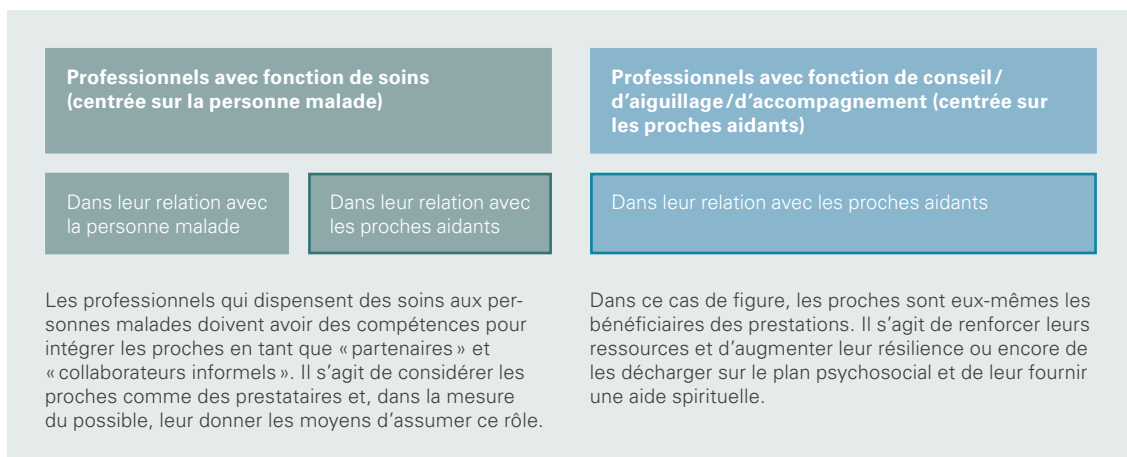 Professionnels avec fonction de soins
(centrée sur la personne malade)
Dans leur relation avec
la personne malade
Dans leur relation avec
les proches aidants
Les professionnels qui dispensent des soins aux per-
sonnes malades doivent avoir des compétences pour
intégrer les proches en tant que « partenaires » et
« collaborateurs informels ». Il s’agit de considérer les
proches comme des prestataires et, dans la mesure
du possible, leur donner les moyens d’assumer ce rôle.
Professionnels avec fonction de conseil /
d’aiguillage / d’accompagnement (centrée sur
les proches aidants)
Dans leur relation avec les proches aidants
Dans ce cas de figure, les proches sont eux-mêmes les
bénéficiaires des prestations. Il s’agit de renforcer leurs
ressources et d’augmenter leur résilience ou encore de
les décharger sur le plan psychosocial et de leur fournir
une aide spirituelle.